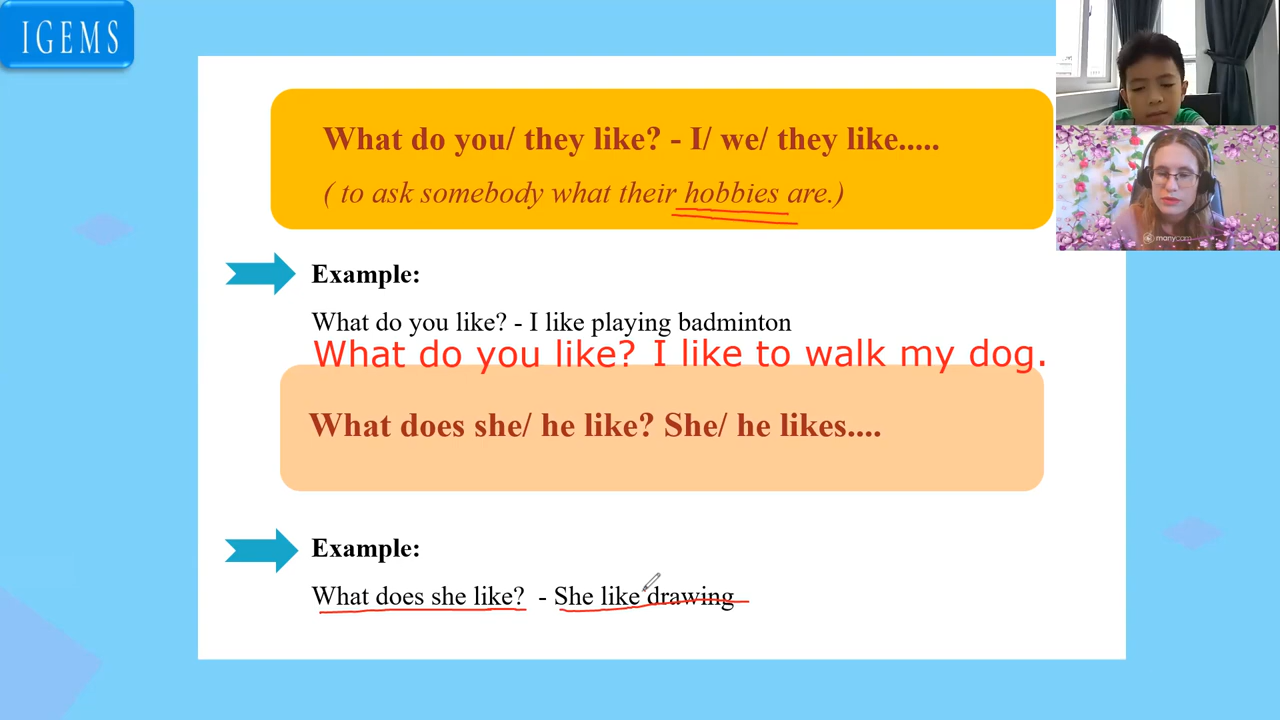 IGEMS
What do you/ they like? - I/ we/ they like.....
( to ask somebody what their hobbies are.)
Example:
What do you like? - I like playing badminton
What do you like? I like to walk my dog.
What does she/ he like? She/ he likes....
Example:
What does she like? - She like drawing
manycam